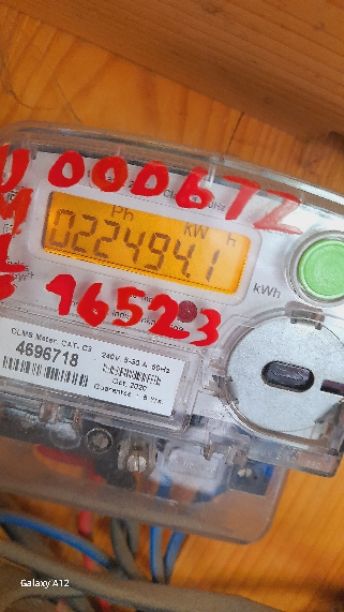 000672
Ph kW h
022494.1
kWh
96523
CLMS Meter, CAT. C3
4696718
240V, 5-30 A, 50Hz
Oct. 2020
Guarantee - 5 Yrs.
Galaxy A12